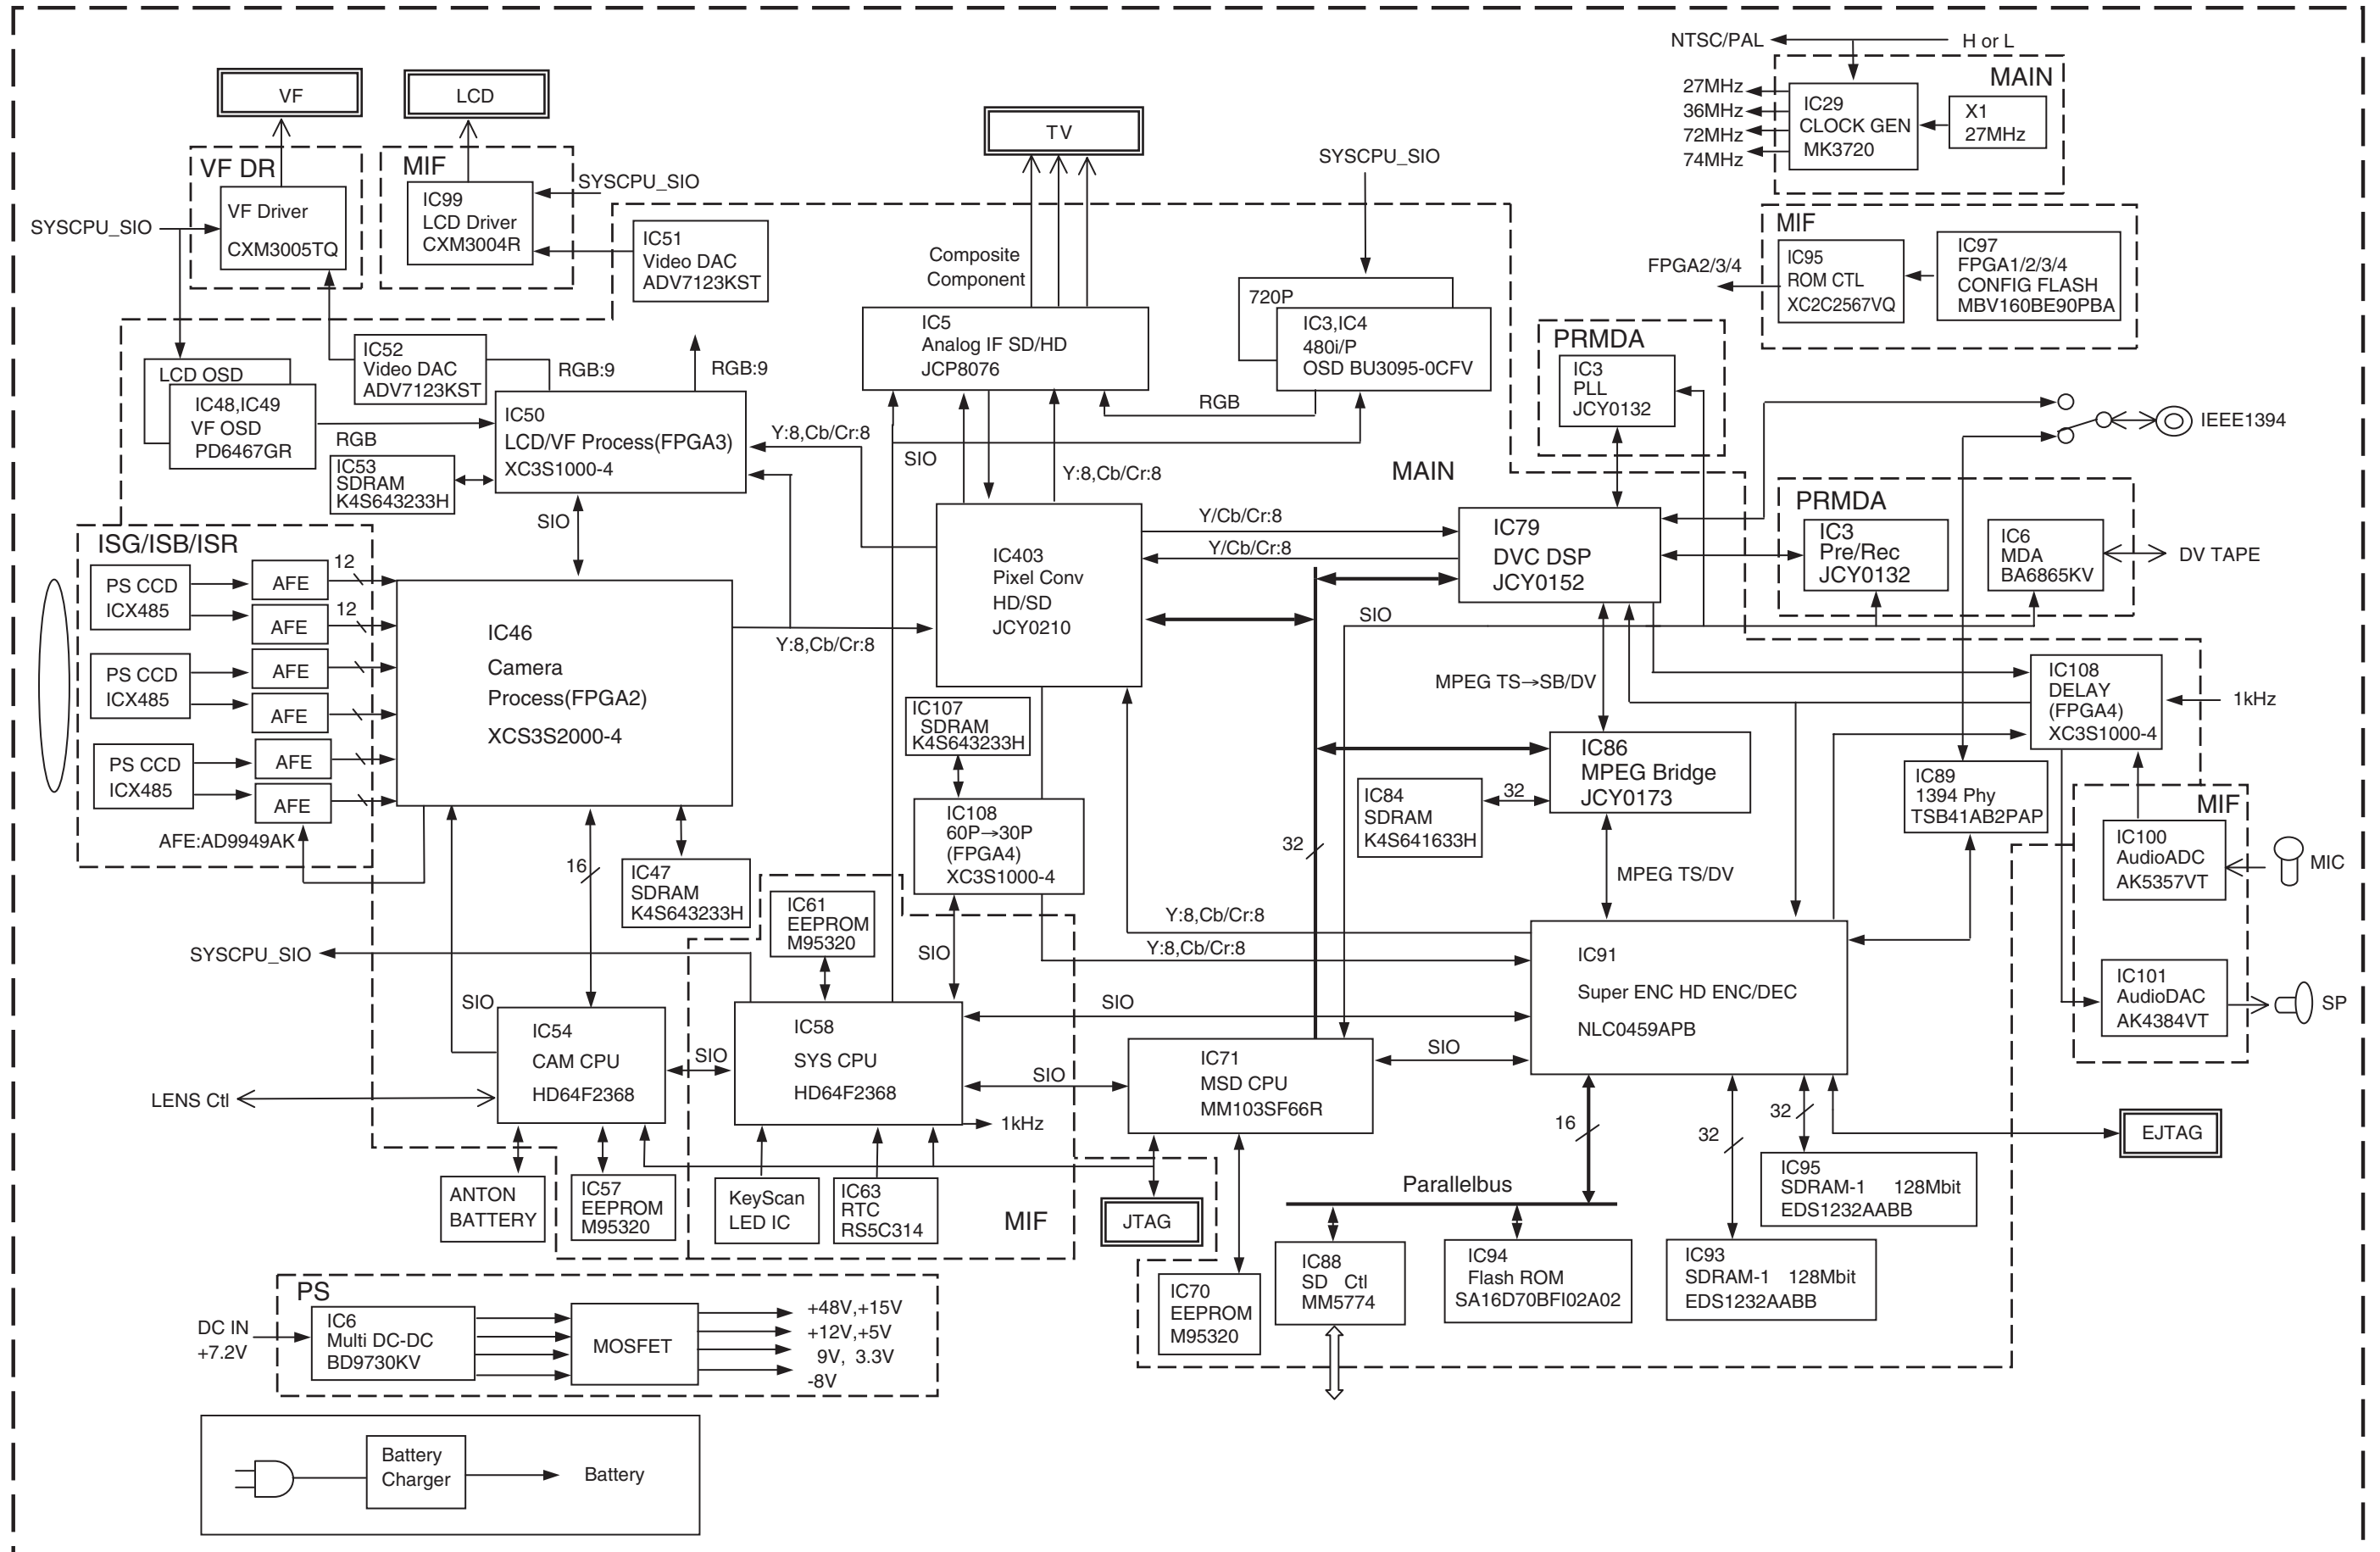 NTSC/PAL
H or L
MAIN
27MHz
36MHz
72MHz
74MHz
IC29
CLOCK GEN
MK3720
X1
27MHz
VF
LCD
TV
VF DR
VF Driver
CXM3005TQ
SYSCPU_SIO
MIF
IC99
LCD Driver
CXM3004R
SYSCPU_SIO
IC51
Video DAC
ADV7123KST
Composite
Component
SYSCPU_SIO
MIF
FPGA2/3/4
IC95
ROM CTL
XC2C2567VQ
IC97
FPGA1/2/3/4
CONFIG FLASH
MBV160BE90PBA
720P
IC3,IC4
480i/P
OSD BU3095-0CFV
IC5
Analog IF SD/HD
JCP8076
RGB
PRMDA
IC3
PLL
JCY0132
LCD OSD
IC48,IC49
VF OSD
PD6467GR
IC52
Video DAC
ADV7123KST
RGB:9
RGB:9
IC50
LCD/VF Process(FPGA3)
XC3S1000-4
RGB
IC53
SDRAM
K4S643233H
SIO
Y:8,Cb/Cr:8
SIO
Y:8,Cb/Cr:8
MAIN
IEEE1394
ISG/ISB/ISR
PS CCD
ICX485
AFE
12
AFE
12
PS CCD
ICX485
AFE
AFE
PS CCD
ICX485
AFE
AFE
AFE:AD9949AK
IC46
Camera
Process(FPGA2)
XCS3S2000-4
Y:8,Cb/Cr:8
IC403
Pixel Conv
HD/SD
JCY0210
Y/Cb/Cr:8
Y/Cb/Cr:8
IC79
DVC DSP
JCY0152
PRMDA
IC3
Pre/Rec
JCY0132
IC6
MDA
BA6865KV
DV TAPE
SIO
MPEG TS→SB/DV
IC108
DELAY
(FPGA4)
XC3S1000-4
1kHz
IC107
SDRAM
K4S643233H
IC108
60P→30P
(FPGA4)
XC3S1000-4
IC86
MPEG Bridge
JCY0173
IC84
SDRAM
K4S641633H
32
32
MPEG TS/DV
IC89
1394 Phy
TSB41AB2PAP
MIF
IC100
AudioADC
AK5357VT
MIC
IC101
AudioDAC
AK4384VT
SP
16
IC47
SDRAM
K4S643233H
IC61
EEPROM
M95320
SIO
Y:8,Cb/Cr:8
Y:8,Cb/Cr:8
SYSCPU_SIO
SIO
IC54
CAM CPU
HD64F2368
SIO
IC58
SYS CPU
HD64F2368
SIO
SIO
1kHz
IC71
MSD CPU
MM103SF66R
SIO
IC91
Super ENC HD ENC/DEC
NLC0459APB
LENS Ctl
ANTON
BATTERY
IC57
EEPROM
M95320
KeyScan
LED IC
IC63
RTC
RS5C314
MIF
JTAG
16
32
32
EJTAG
Parallelbus
IC95
SDRAM-1 128Mbit
EDS1232AABB
IC70
EEPROM
M95320
IC88
SD Ctl
MM5774
IC94
Flash ROM
SA16D70BFI02A02
IC93
SDRAM-1 128Mbit
EDS1232AABB
PS
DC IN
+7.2V
IC6
Multi DC-DC
BD9730KV
MOSFET
+48V,+15V
+12V,+5V
9V, 3.3V
-8V
Battery
Charger
Battery